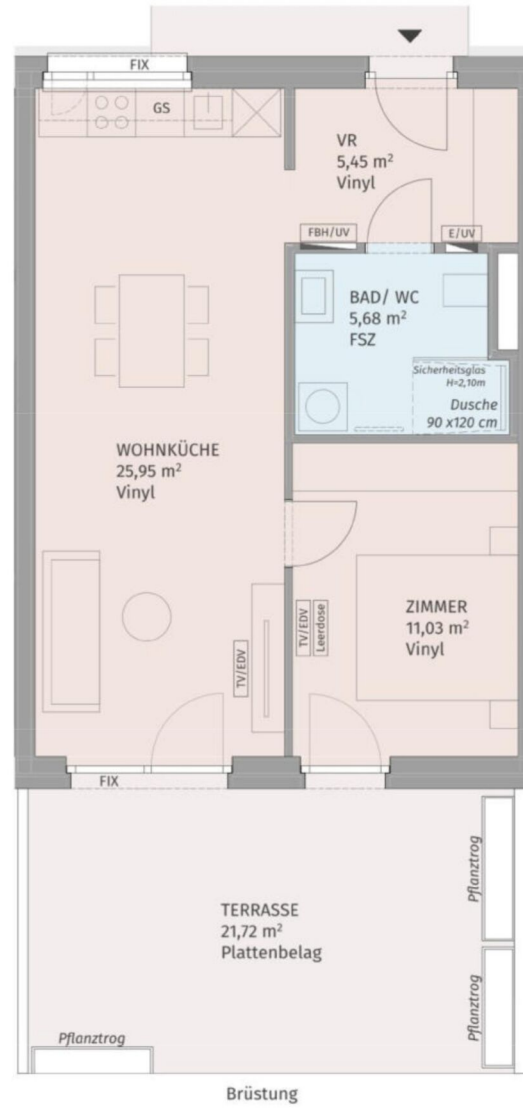 FIX
GS
VR
5,45 m²
Vinyl
FBH/UV
E/UV
BAD/ WC
5,68 m²
FSZ
Sicherheitsglas
H=2,10m
Dusche
90 x120 cm
WOHNKÜCHE
25,95 m²
Vinyl
ZIMMER
11,03 m²
Vinyl
TV/EDV
TV/EDV
Leerdose
FIX
TERRASSE
21,72 m²
Plattenbelag
Pflanztrog
Pflanztrog
Pflanztrog
Brüstung